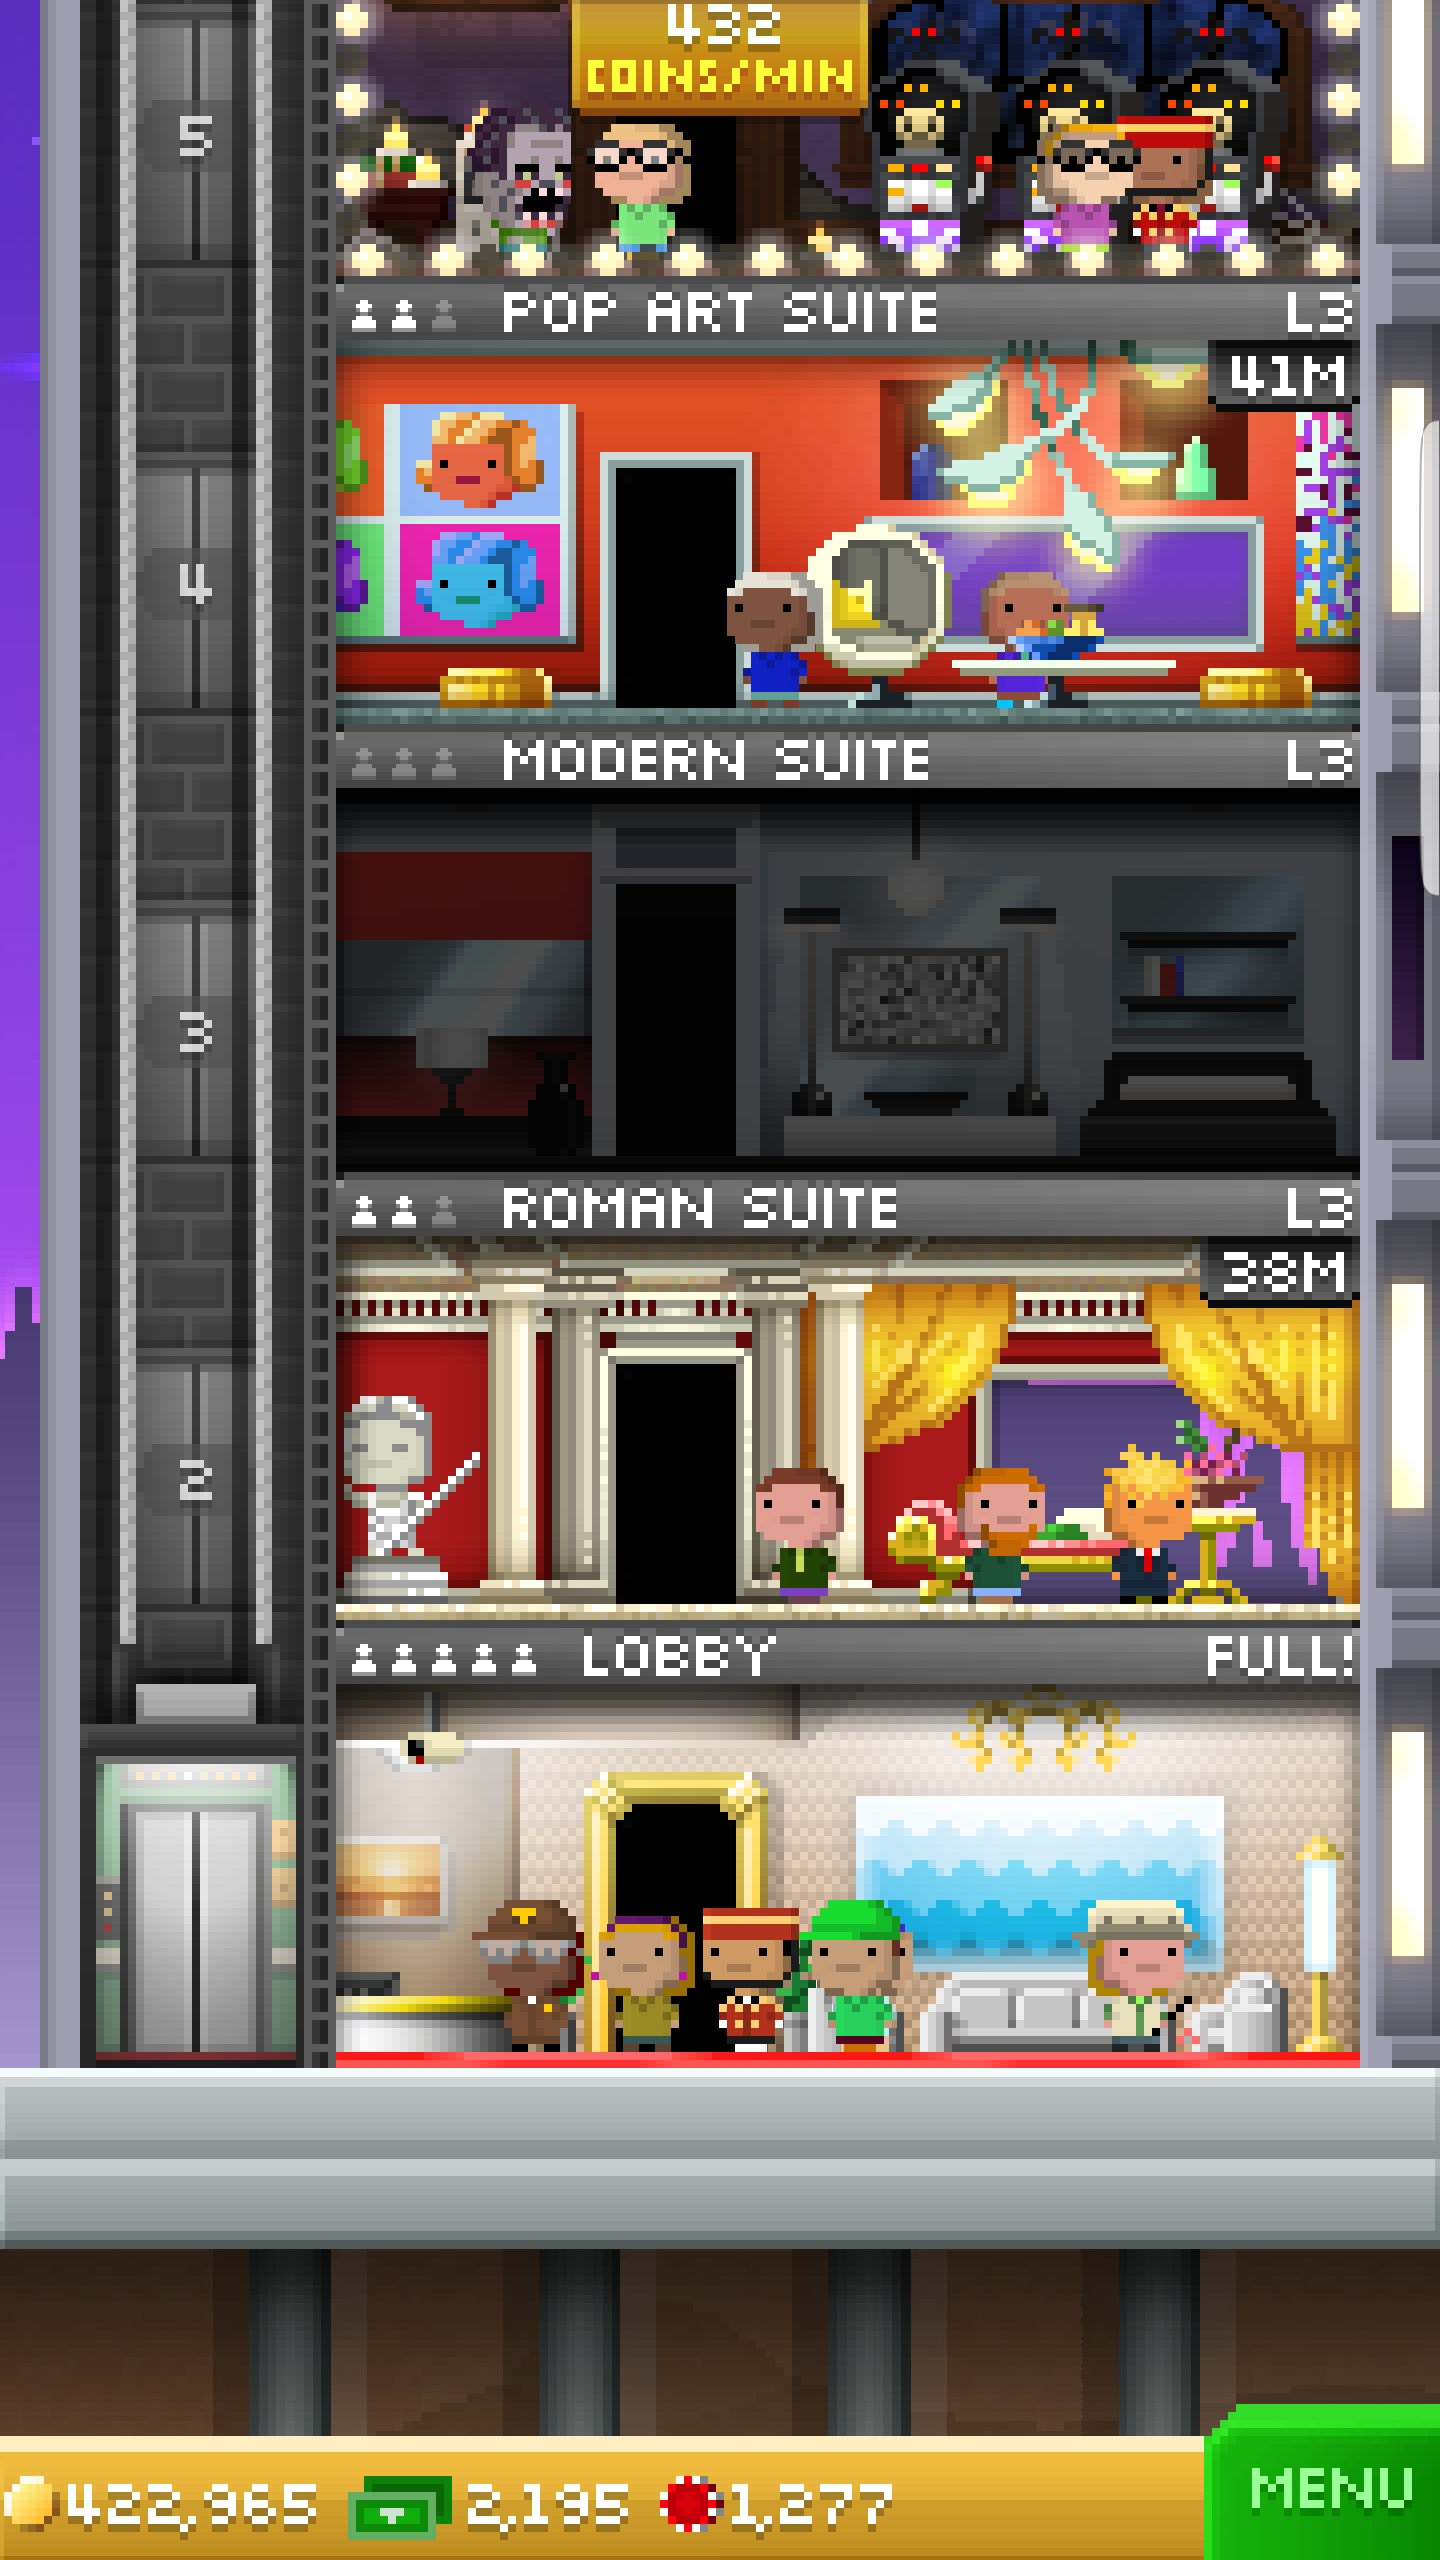 432
COINS/MIN
5
POP ART SUITE L3
41M
4
MODERN SUITE L3
3
ROMAN SUITE L3
38M
2
LOBBY FULL!
422,965 2,195 1,277
MENU